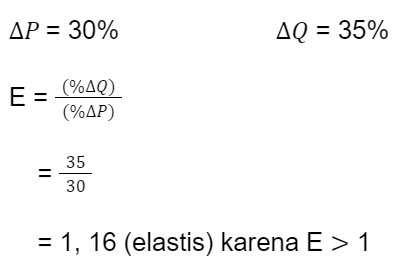 ΔP = 30% ΔQ = 35%
E = (%ΔQ)/(%ΔP)
= 35/30
= 1, 16 (elastis) karena E > 1